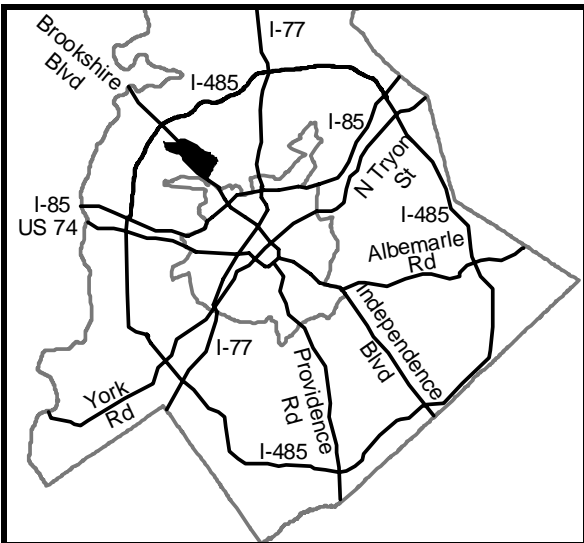 I-77
Brookshire
Blvd
I-485
I-85
N Tryon
St
I-85
US 74
I-485
Albemarle
Rd
Independence
Blvd
I-77
Providence
Rd
York
Rd
I-485